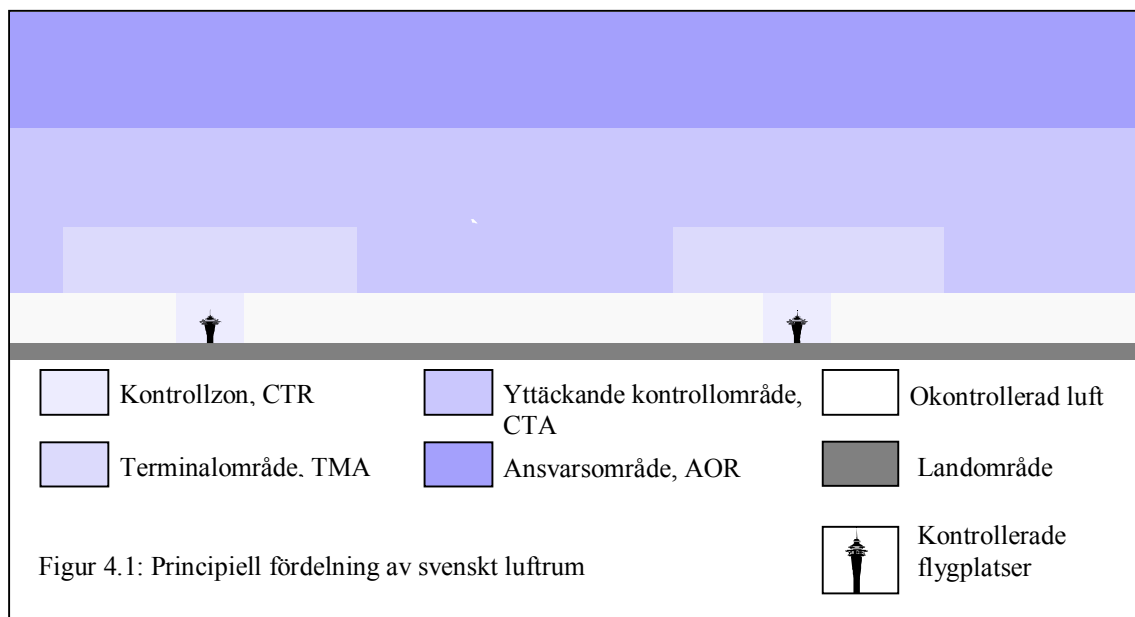 Kontrollzon, CTR
Yttäckande kontrollområde,
CTA
Okontrollerad luft
Terminalområde, TMA
Ansvarsområde, AOR
Landområde
Kontrollerade
flygplatser
Figur 4.1: Principiell fördelning av svenskt luftrum